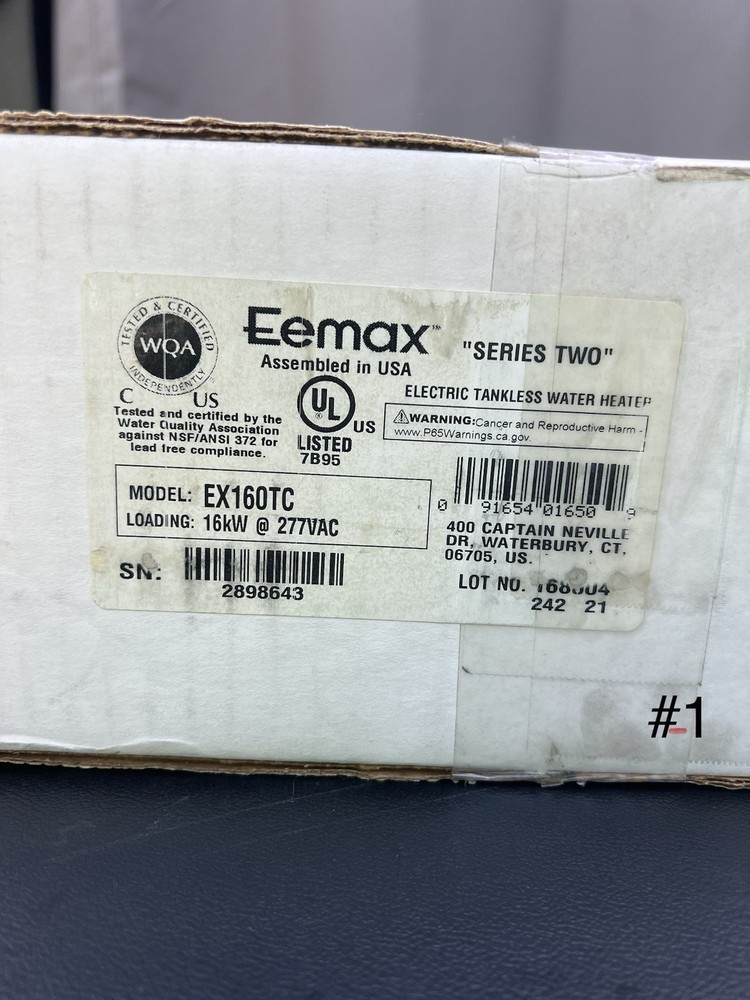 TESTED & CERTIFIED
WQA
INDEPENDENTLY
C US
Tested and certified by the
Water Quality Association
against NSF/ANSI 372 for
lead free compliance.
Eemax™ "SERIES TWO"
Assembled in USA
UL
US
LISTED
7B95
ELECTRIC TANKLESS WATER HEATER
WARNING:Cancer and Reproductive Harm -
www.P65Warnings.ca.gov.
MODEL: EX160TC
LOADING: 16kW @ 277VAC
SN:
2898643
0 91654 01650 9
400 CAPTAIN NEVILLE
DR, WATERBURY, CT,
06705, US.
LOT NO.
242 21
#1